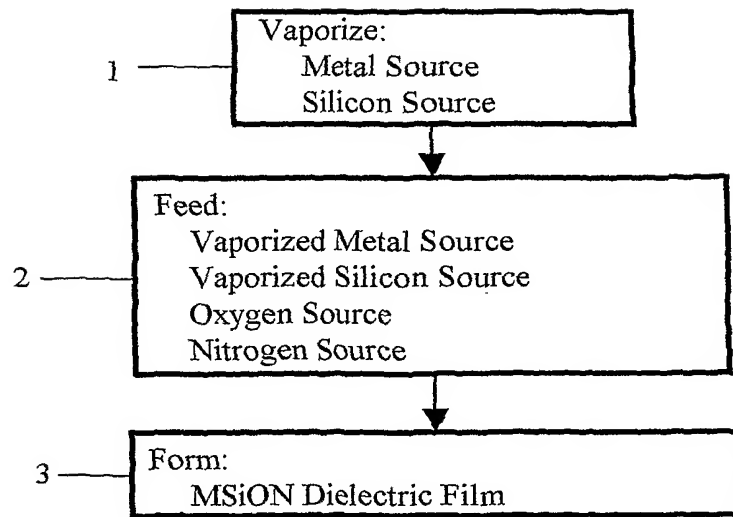 1
Vaporize:
Metal Source
Silicon Source
2
Feed:
Vaporized Metal Source
Vaporized Silicon Source
Oxygen Source
Nitrogen Source
3
Form:
MSiON Dielectric Film